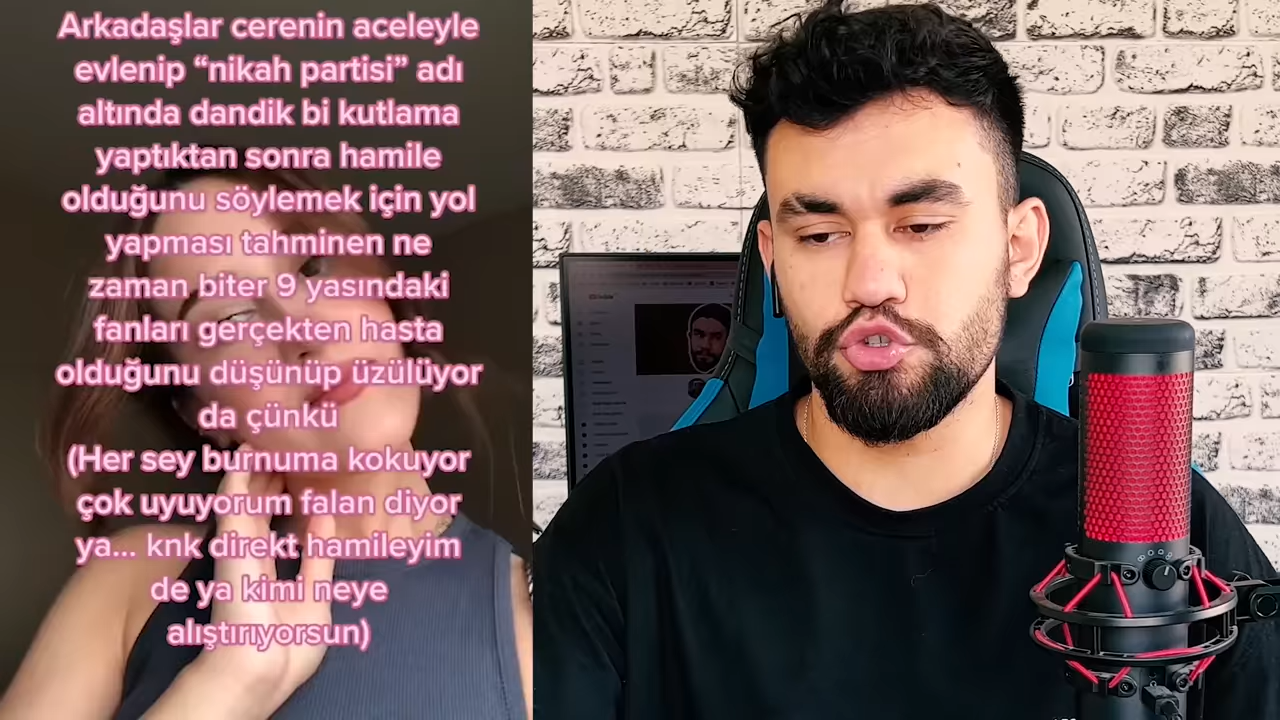 Arkadaşlar cerenin aceleyle
evlenip “nikah partisi” adı
altında dandik bi kutlama
yaptıktan sonra hamile
olduğunu söylemek için yol
yapması tahminen ne
zaman biter 9 yasındaki
fanları gerçekten hasta
olduğunu düşünüp üzülüyor
da çünkü
(Her sey burnuma kokuyor
çok uyuyorum falan diyor
ya... knk direkt hamileyim
de ya kimi neye
alıştırıyorsun)